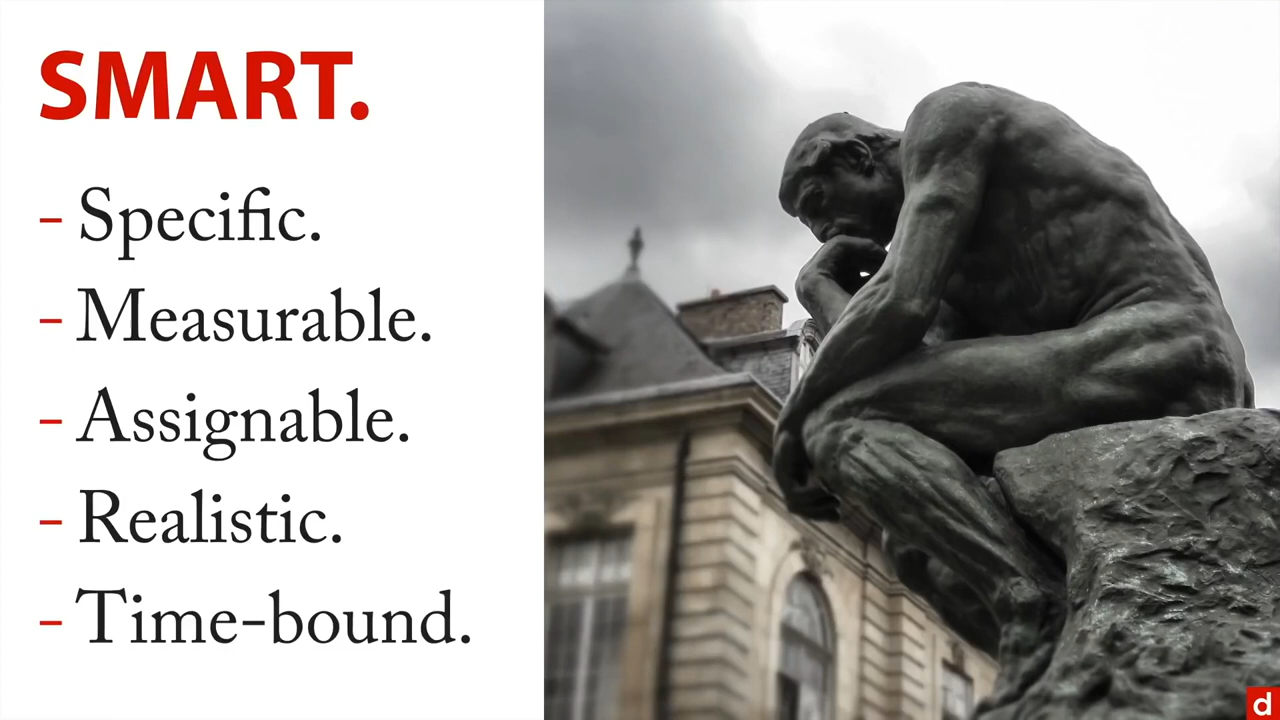 SMART.
- Specific.
- Measurable.
- Assignable.
- Realistic.
- Time-bound.
d